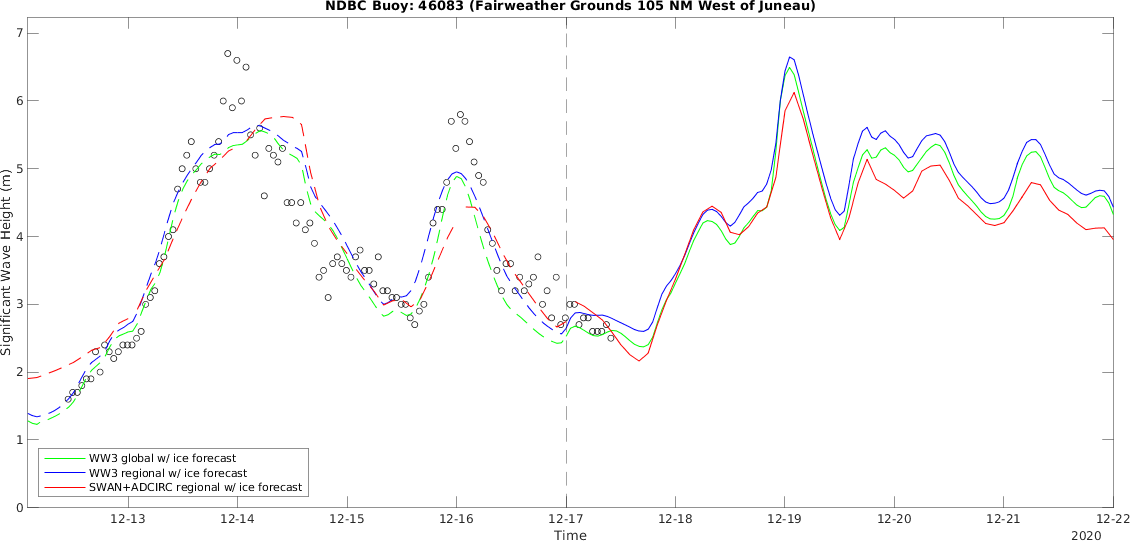 NDBC Buoy: 46083 (Fairweather Grounds 105 NM West of Juneau)
7
6
5
4
3
2
1
0
Significant Wave Height (m)
WW3 global w/ ice forecast
WW3 regional w/ ice forecast
SWAN+ADCIRC regional w/ ice forecast
12-13 12-14 12-15 12-16 12-17 12-18 12-19 12-20 12-21 12-22
Time
2020